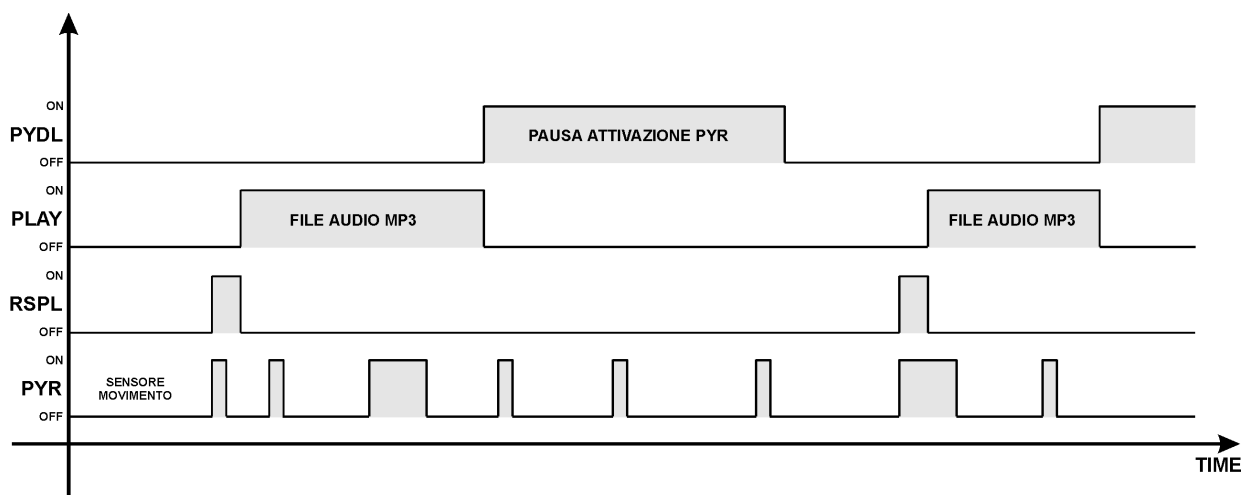 ON
PYDL
PAUSA ATTIVAZIONE PYR
OFF
ON
PLAY
FILE AUDIO MP3
FILE AUDIO MP3
OFF
ON
RSPL
OFF
ON
PYR
SENSORE
MOVIMENTO
OFF
TIME